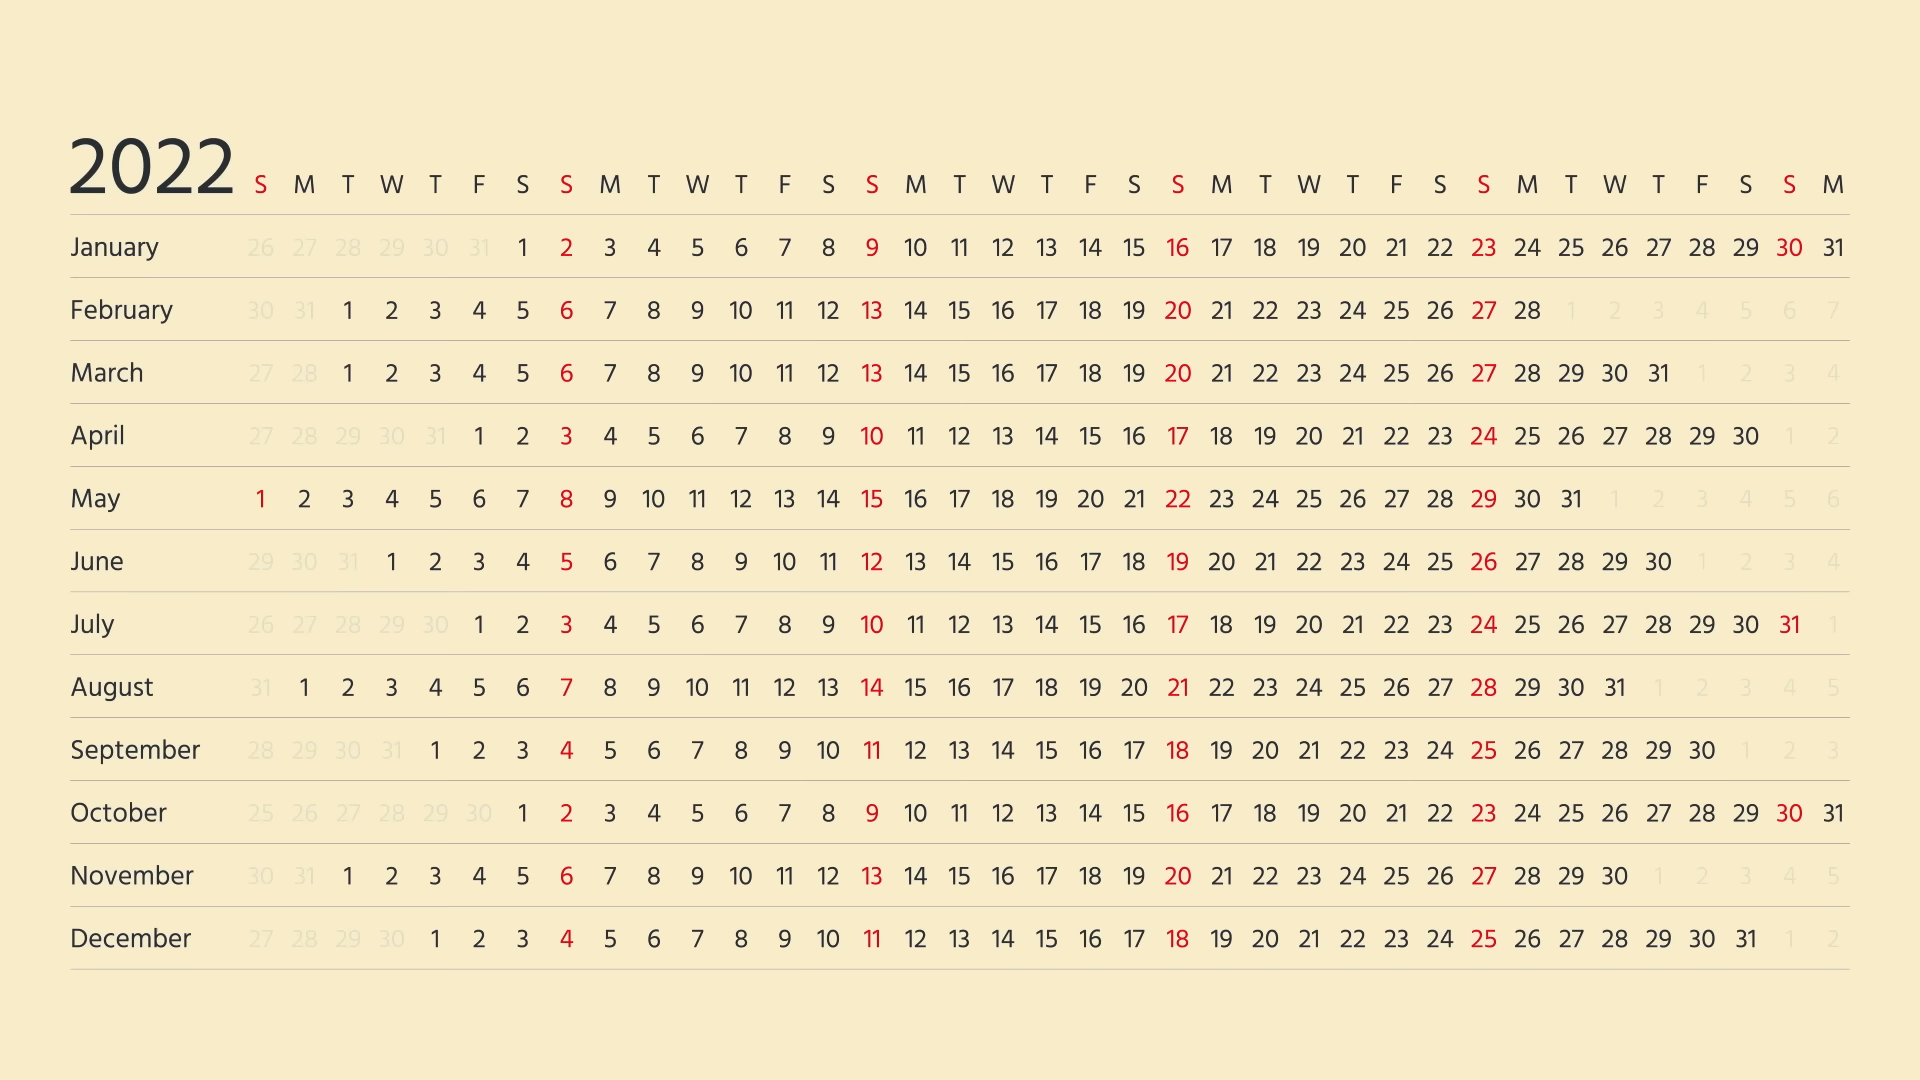 2022 S M T W T F S S M T W T F S S M T W T F S S M T W T F S S M T W T F S S M
January 26 27 28 29 30 31 1 2 3 4 5 6 7 8 9 10 11 12 13 14 15 16 17 18 19 20 21 22 23 24 25 26 27 28 29 30 31
February 30 31 1 2 3 4 5 6 7 8 9 10 11 12 13 14 15 16 17 18 19 20 21 22 23 24 25 26 27 28 1 2 3 4 5 6 7
March 27 28 1 2 3 4 5 6 7 8 9 10 11 12 13 14 15 16 17 18 19 20 21 22 23 24 25 26 27 28 29 30 31 1 2 3 4
April 27 28 29 30 31 1 2 3 4 5 6 7 8 9 10 11 12 13 14 15 16 17 18 19 20 21 22 23 24 25 26 27 28 29 30 1 2
May 1 2 3 4 5 6 7 8 9 10 11 12 13 14 15 16 17 18 19 20 21 22 23 24 25 26 27 28 29 30 31 1 2 3 4 5 6
June 29 30 31 1 2 3 4 5 6 7 8 9 10 11 12 13 14 15 16 17 18 19 20 21 22 23 24 25 26 27 28 29 30 1 2 3 4
July 26 27 28 29 30 1 2 3 4 5 6 7 8 9 10 11 12 13 14 15 16 17 18 19 20 21 22 23 24 25 26 27 28 29 30 31 1
August 31 1 2 3 4 5 6 7 8 9 10 11 12 13 14 15 16 17 18 19 20 21 22 23 24 25 26 27 28 29 30 31 1 2 3 4 5
September 28 29 30 31 1 2 3 4 5 6 7 8 9 10 11 12 13 14 15 16 17 18 19 20 21 22 23 24 25 26 27 28 29 30 1 2 3
October 25 26 27 28 29 30 1 2 3 4 5 6 7 8 9 10 11 12 13 14 15 16 17 18 19 20 21 22 23 24 25 26 27 28 29 30 31
November 30 31 1 2 3 4 5 6 7 8 9 10 11 12 13 14 15 16 17 18 19 20 21 22 23 24 25 26 27 28 29 30 1 2 3 4 5
December 27 28 29 30 1 2 3 4 5 6 7 8 9 10 11 12 13 14 15 16 17 18 19 20 21 22 23 24 25 26 27 28 29 30 31 1 2